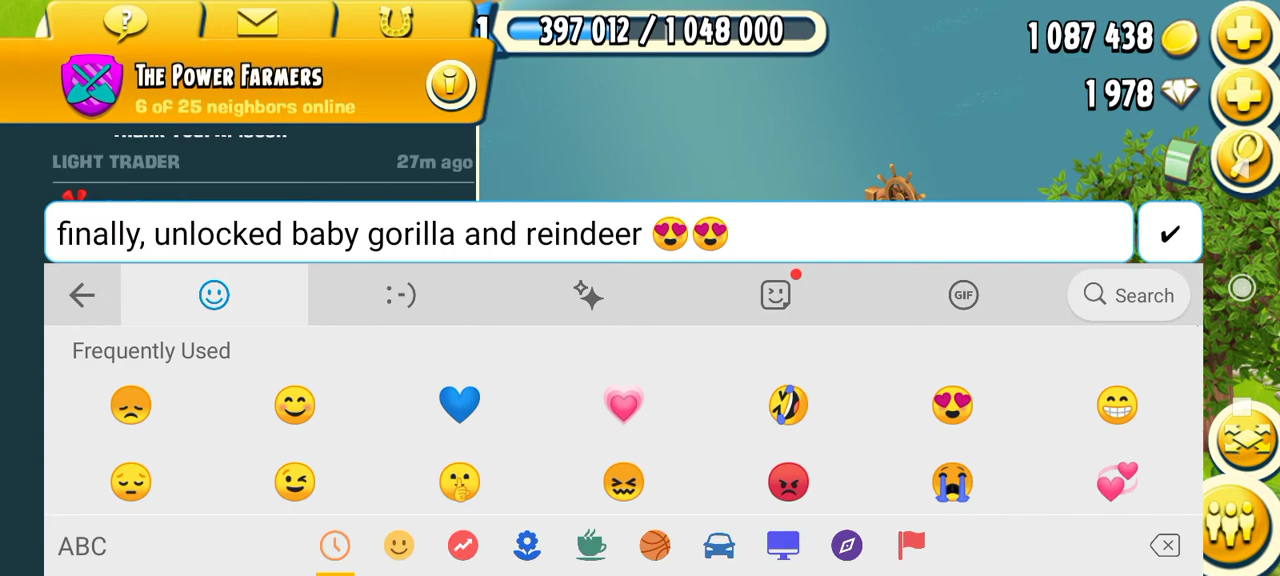 397 012 / 1 048 000
1 087 438
THE POWER FARMERS
6 of 25 neighbors online
1 978
LIGHT TRADER
27m ago
finally, unlocked baby gorilla and reindeer 😍😍
:-)
GIF
Search
Frequently Used
ABC